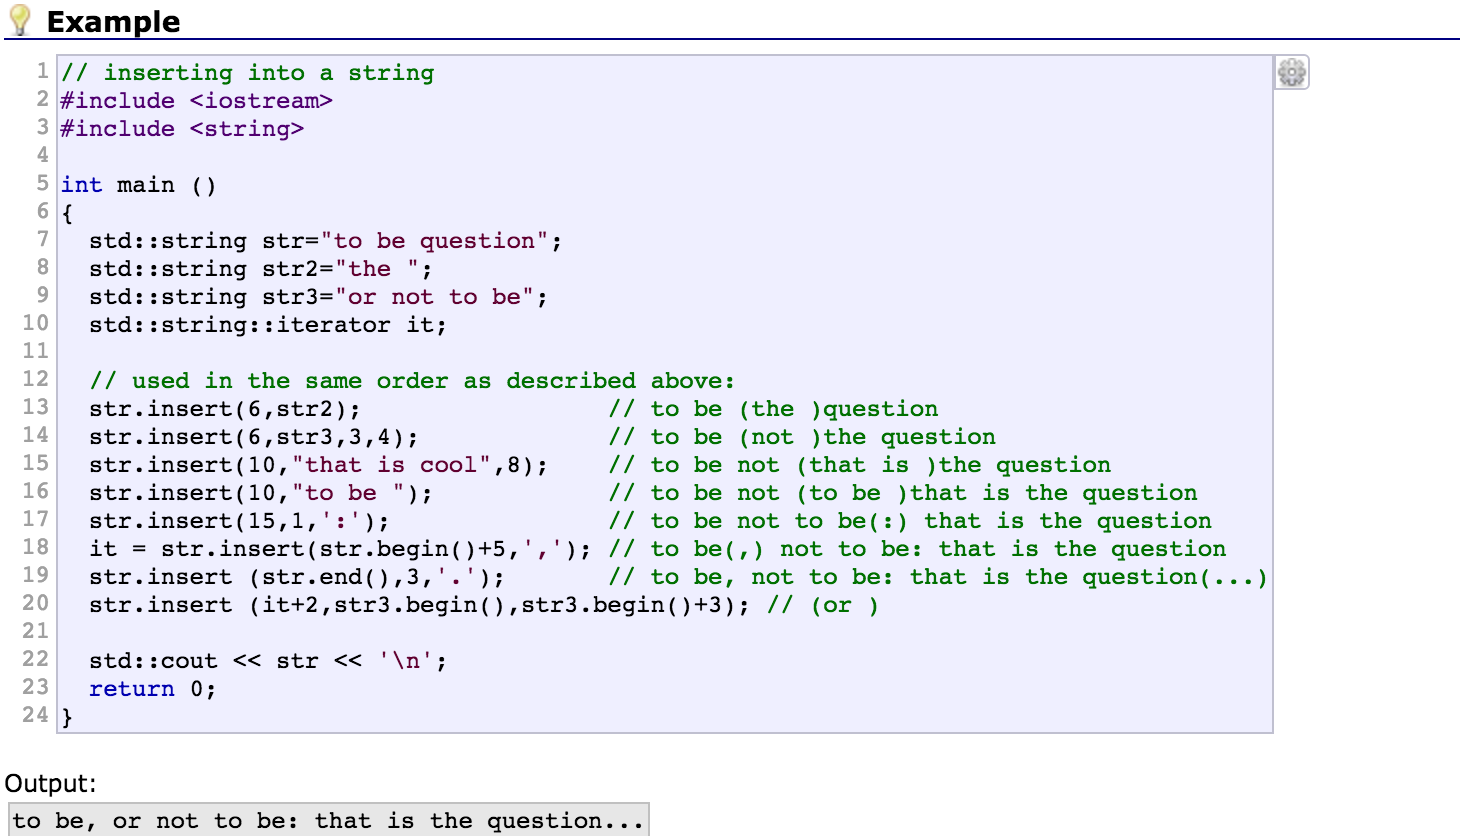 Example
1 // inserting into a string
2 #include <iostream>
3 #include <string>
4
5 int main ()
6 {
7   std::string str="to be question";
8   std::string str2="the ";
9   std::string str3="or not to be";
10   std::string::iterator it;
11
12   // used in the same order as described above:
13   str.insert(6,str2);                 // to be (the )question
14   str.insert(6,str3,3,4);             // to be (not )the question
15   str.insert(10,"that is cool",8);    // to be not (that is )the question
16   str.insert(10,"to be ");            // to be not (to be )that is the question
17   str.insert(15,1,':');               // to be not to be(:) that is the question
18   it = str.insert(str.begin()+5,','); // to be(,) not to be: that is the question
19   str.insert (str.end(),3,'.');       // to be, not to be: that is the question(...)
20   str.insert (it+2,str3.begin(),str3.begin()+3); // (or )
21
22   std::cout << str << '\n';
23   return 0;
24 }
Output:
to be, or not to be: that is the question...